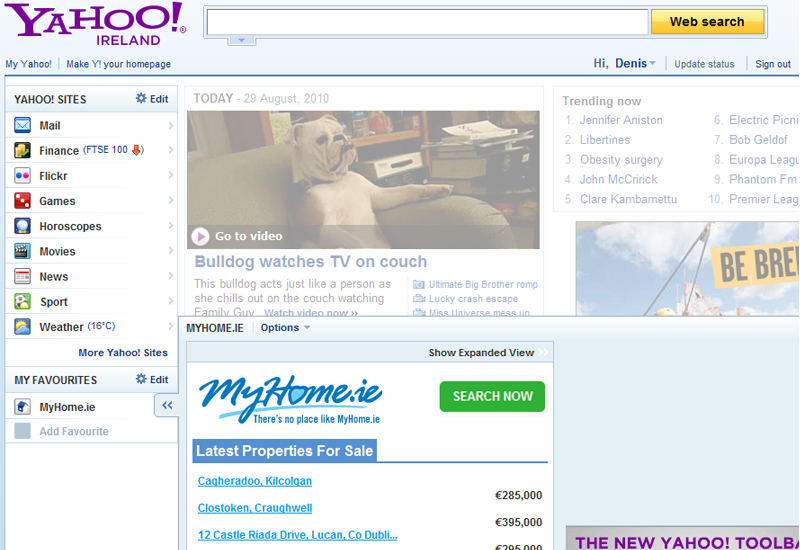 YAHOO!®
IRELAND
Web search
My Yahoo! Make Y! your homepage
Hi, Denis Update status Sign out
YAHOO! SITES Edit
Mail
Finance (FTSE 100 )
Flickr
Games
Horoscopes
Movies
News
Sport
Weather (16°C)
More Yahoo! Sites
MY FAVOURITES Edit
MyHome.ie
Add Favourite
TODAY - 29 August, 2010
Go to video
Bulldog watches TV on couch
This bulldog acts just like a person as
she chills out on the couch watching
Family Guy. Watch video now »
Ultimate Big Brother romp
Lucky crash escape
Miss Universe mess up
Trending now
1. Jennifer Aniston
2. Libertines
3. Obesity surgery
4. John McCririck
5. Clare Kambamettu
6. Electric Picni
7. Bob Geldof
8. Europa Leag
9. Phantom Fm
10. Premier Leag
BE BRE
MYHOME.IE Options
Show Expanded View »
MyHome.ie
There's no place like MyHome.ie
SEARCH NOW
Latest Properties For Sale
Cagheradoo, Kilcolgan
€285,000
Clostoken, Craughwell
€395,000
12 Castle Riada Drive, Lucan, Co Dubli...
€295,000
THE NEW YAHOO! TOOLBA